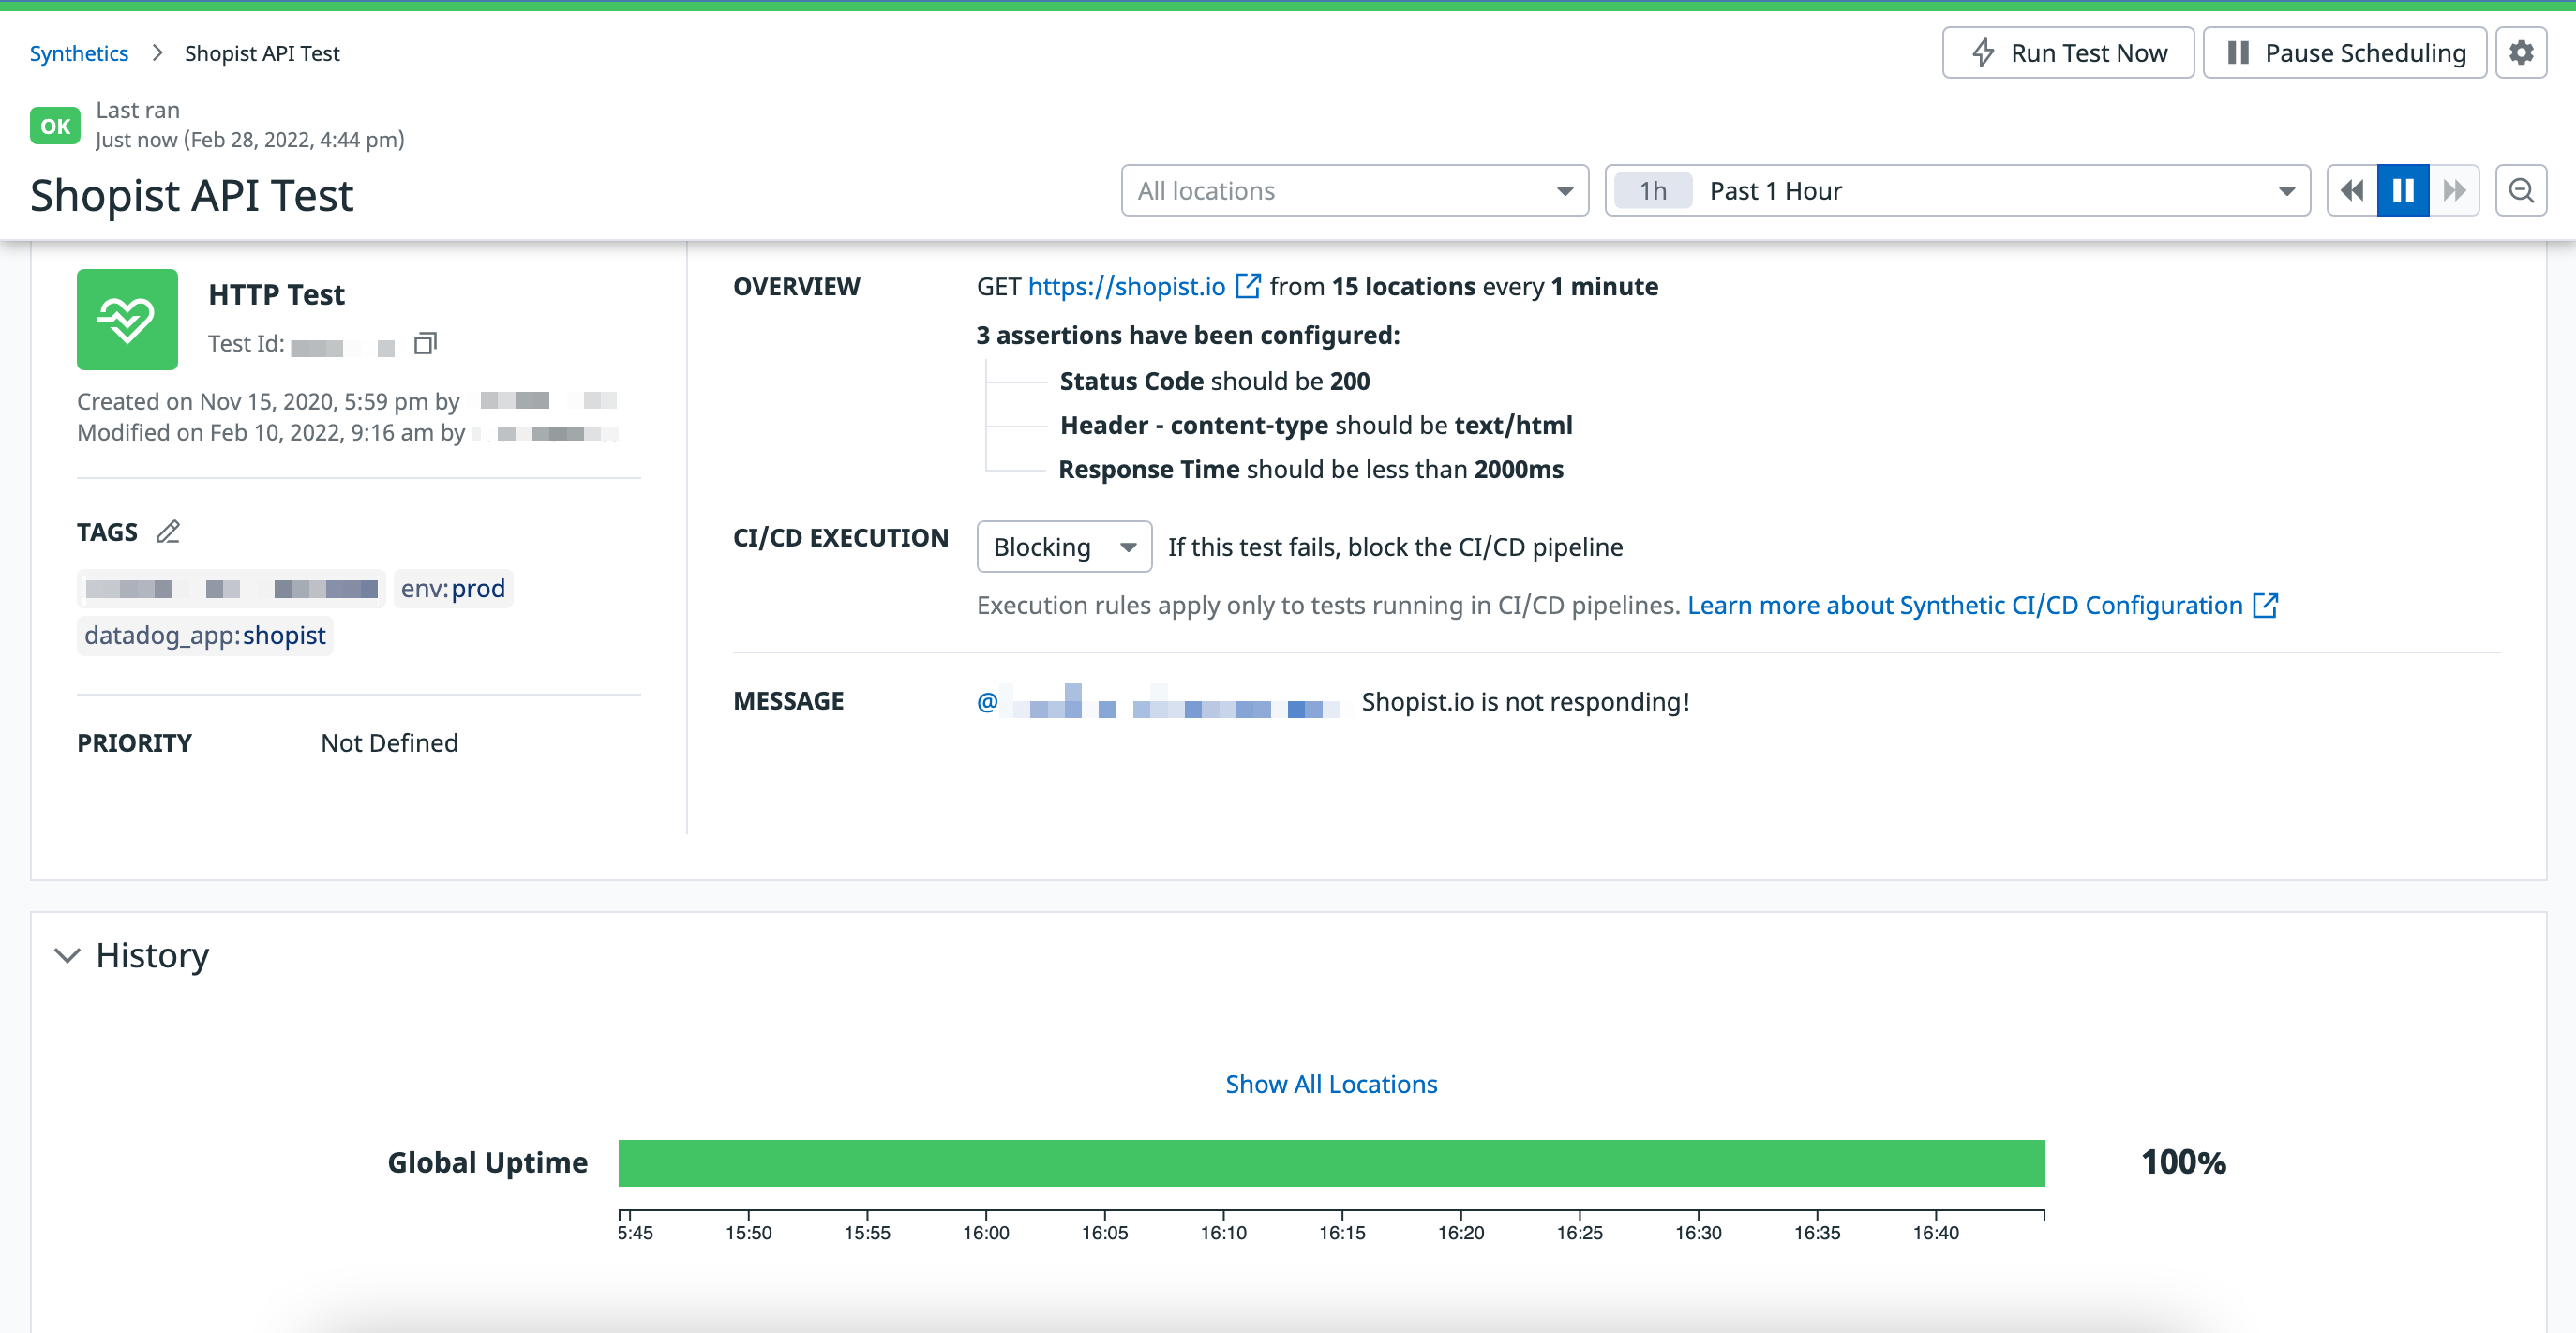 Synthetics > Shopist API Test
Run Test Now
Pause Scheduling
OK
Last ran
Just now (Feb 28, 2022, 4:44 pm)
Shopist API Test
All locations
1h Past 1 Hour
HTTP Test
Test Id:
Created on Nov 15, 2020, 5:59 pm by
Modified on Feb 10, 2022, 9:16 am by
TAGS
env:prod
datadog_app:shopist
PRIORITY Not Defined
OVERVIEW
GET https://shopist.io from 15 locations every 1 minute
3 assertions have been configured:
Status Code should be 200
Header - content-type should be text/html
Response Time should be less than 2000ms
CI/CD EXECUTION
Blocking If this test fails, block the CI/CD pipeline
Execution rules apply only to tests running in CI/CD pipelines. Learn more about Synthetic CI/CD Configuration
MESSAGE
@ Shopist.io is not responding!
History
Show All Locations
Global Uptime 100%
5:45 15:50 15:55 16:00 16:05 16:10 16:15 16:20 16:25 16:30 16:35 16:40